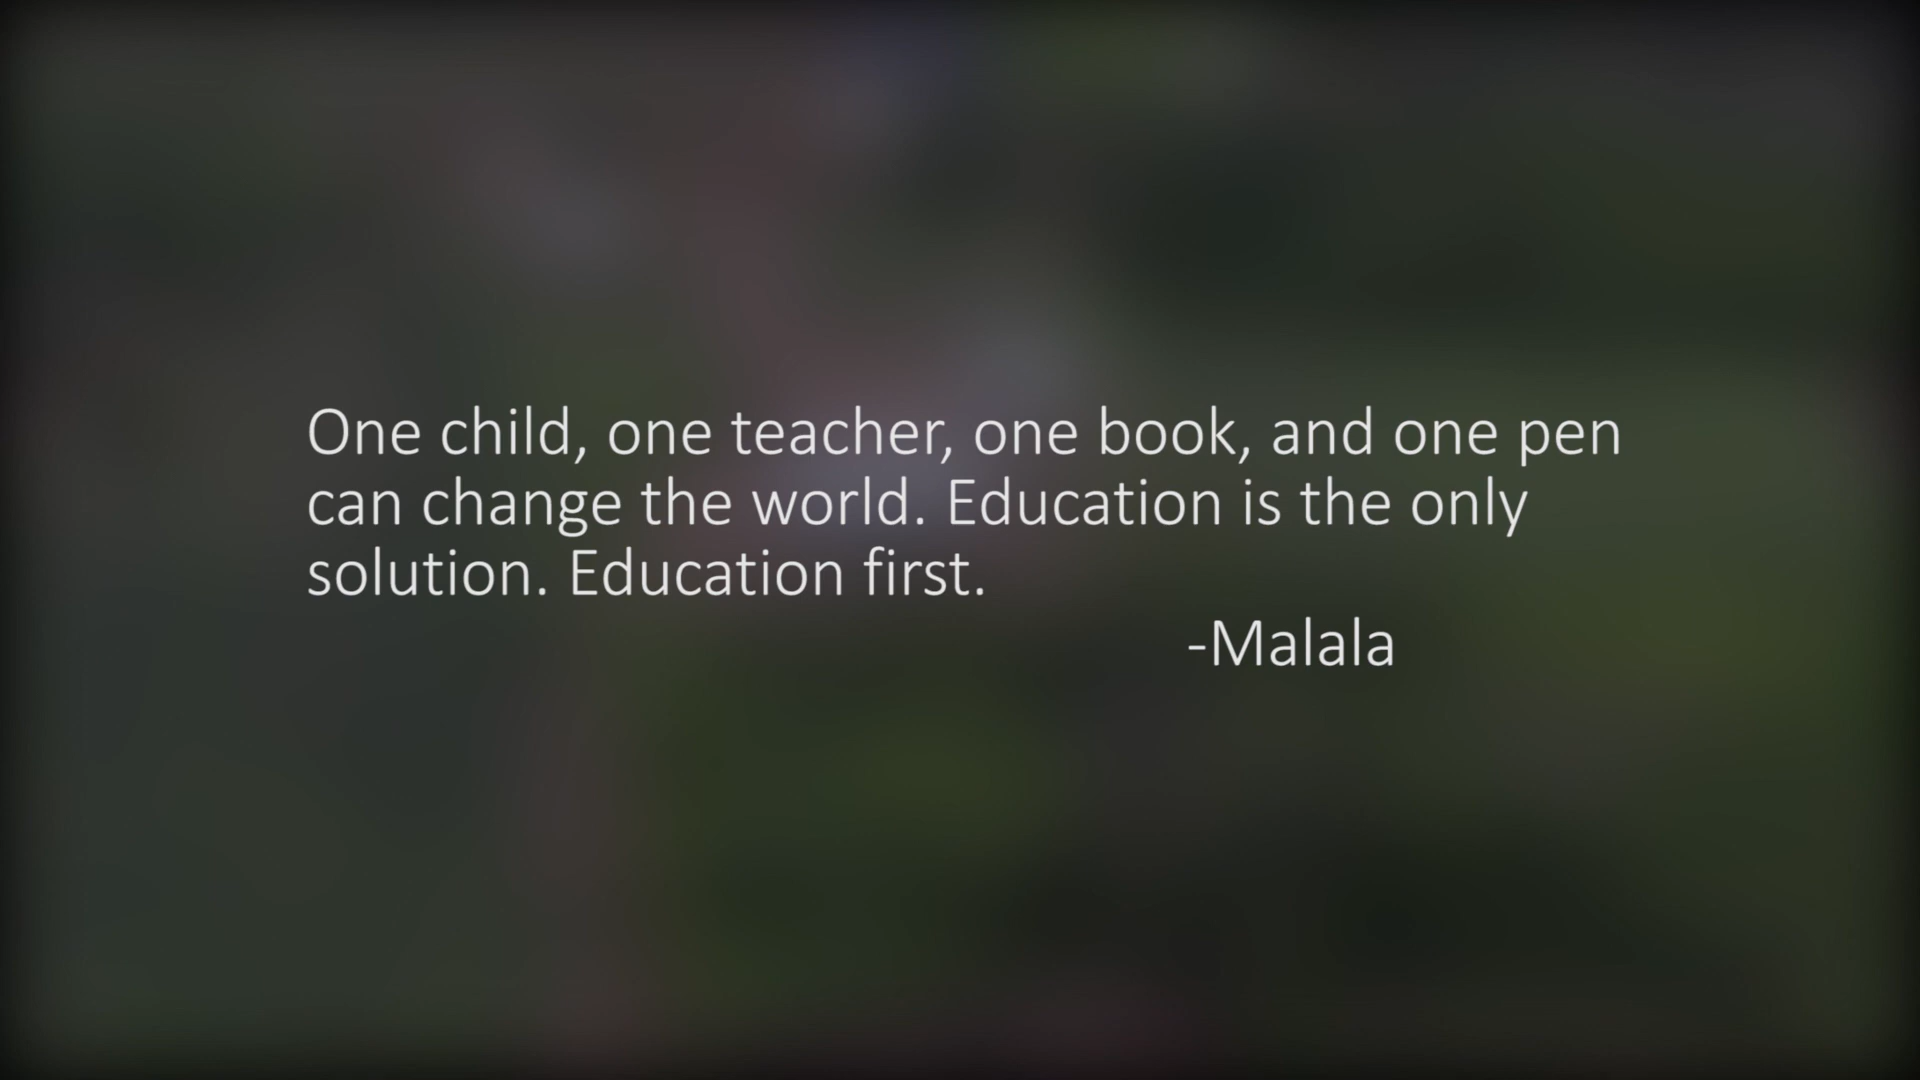 One child, one teacher, one book, and one pen
can change the world. Education is the only
solution. Education first.
-Malala